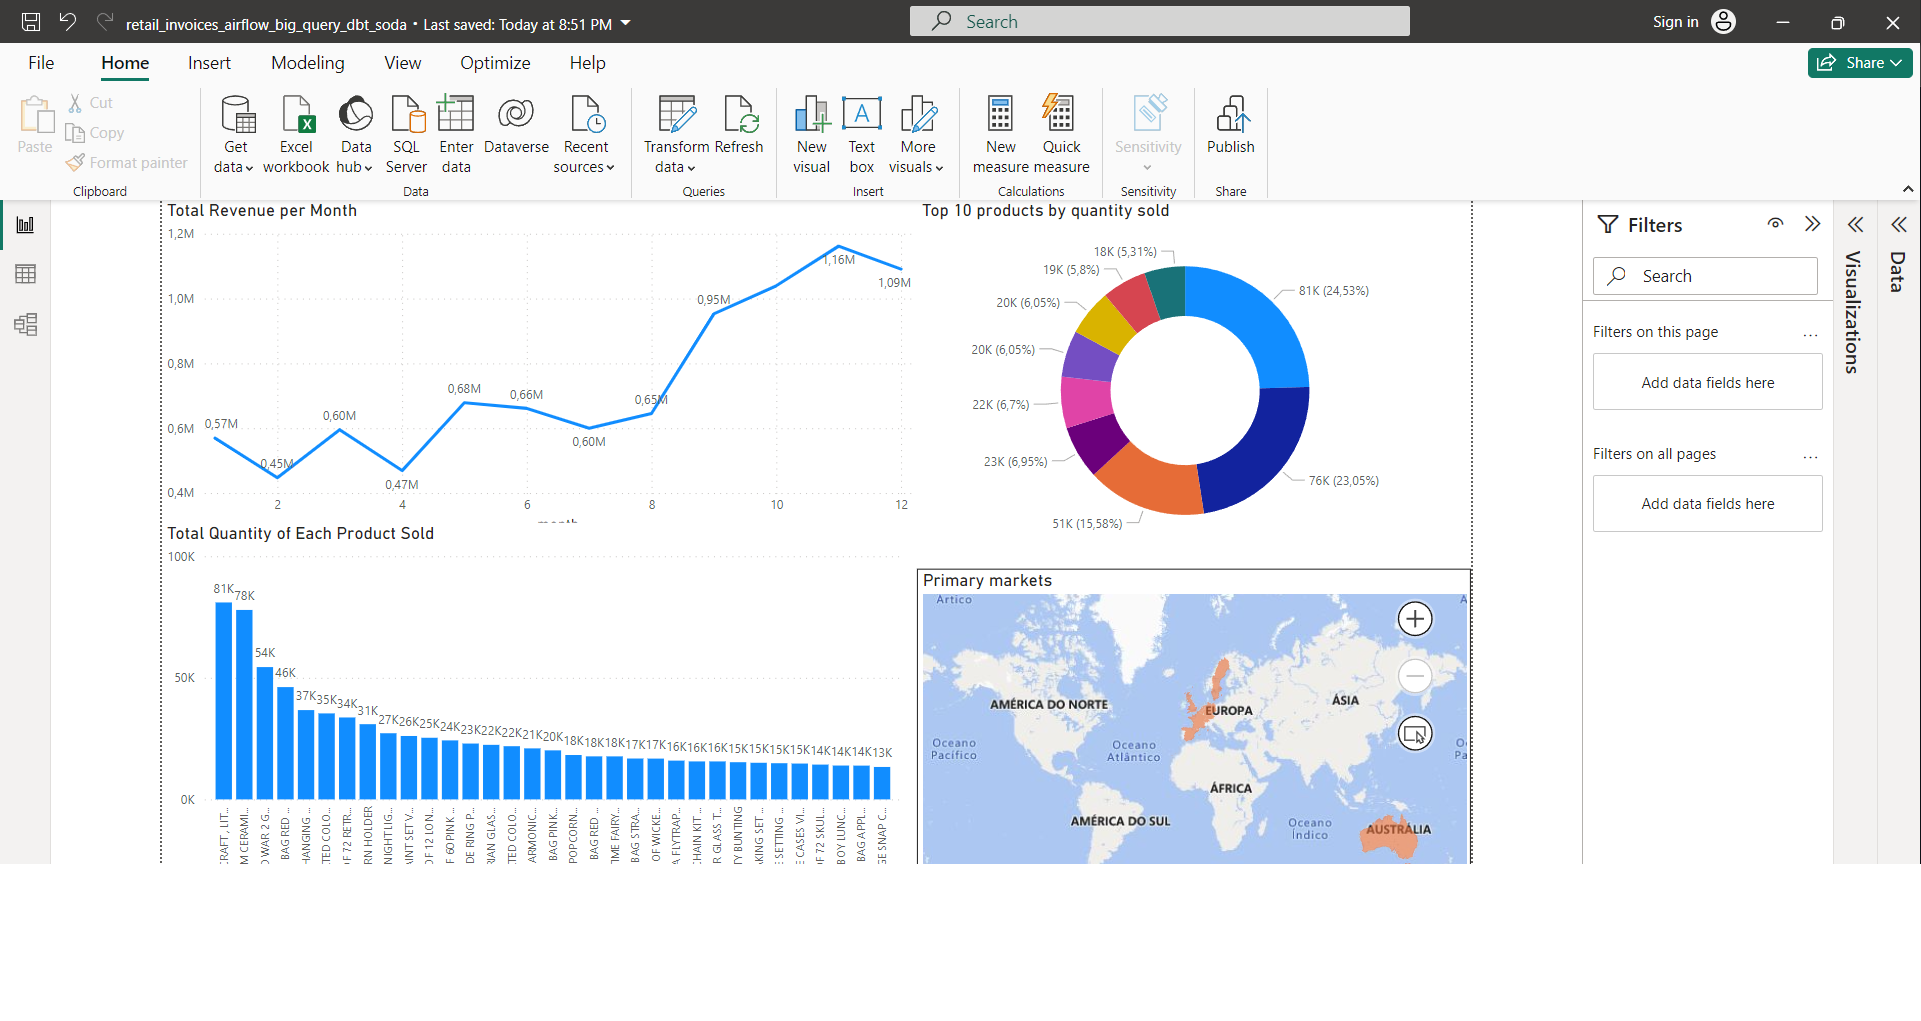 retail_invoices_airflow_big_query_dbt_soda • Last saved: Today at 8:51 PM
Search
Sign in
File Home Insert Modeling View Optimize Help
Share
Paste
Cut
Copy
Format painter
Clipboard
Get data
Excel workbook
Data hub
SQL Server
Enter data
Dataverse
Recent sources
Data
Transform data
Refresh
Queries
New visual
Text box
More visuals
Insert
New measure
Quick measure
Calculations
Sensitivity
Sensitivity
Publish
Share
Total Revenue per Month
1,2M
1,0M
0,8M
0,6M
0,4M
0,57M
0,45M
0,60M
0,47M
0,68M
0,66M
0,60M
0,65M
0,95M
1,16M
1,09M
2 4 6 8 10 12
month
Top 10 products by quantity sold
18K (5,31%)
19K (5,8%)
20K (6,05%)
20K (6,05%)
22K (6,7%)
23K (6,95%)
51K (15,58%)
81K (24,53%)
76K (23,05%)
Total Quantity of Each Product Sold
100K
50K
0K
81K 78K 54K 46K 37K 35K 34K 31K 27K 26K 25K 24K 23K 22K 22K 21K 20K 18K 18K 18K 17K 17K 16K 16K 16K 15K 15K 15K 15K 14K 14K 14K 13K
:RAFT , LIT...
M CERAMI...
WAR 2 G...
BAG RED ...
HANGING ...
TED COLO...
F 72 RETR...
RN HOLDER
NIGHT LIG...
INT SET V...
F 12 LON...
F 60 PINK ...
DE RING P...
IAN GLAS...
TED COLO...
ARMONIC...
BAG PINK...
POPCORN...
BAG RED ...
TIME FAIRY...
BAG STRA...
OF WICKE...
FLYTRAP...
HAIN KIT...
R GLASS T...
TY BUNTING
KING SET ...
SETTING ...
CASES VI...
F 72 SKUL...
BOY LUNC...
BAG APPL...
GE SNAP C...
Primary markets
Ártico
AMÉRICA DO NORTE
EUROPA
ÁSIA
Oceano Pacífico
Oceano Atlântico
ÁFRICA
AMÉRICA DO SUL
Oceano Índico
AUSTRÁLIA
Filters
Search
Filters on this page
...
Add data fields here
Filters on all pages
...
Add data fields here
Visualizations
Data